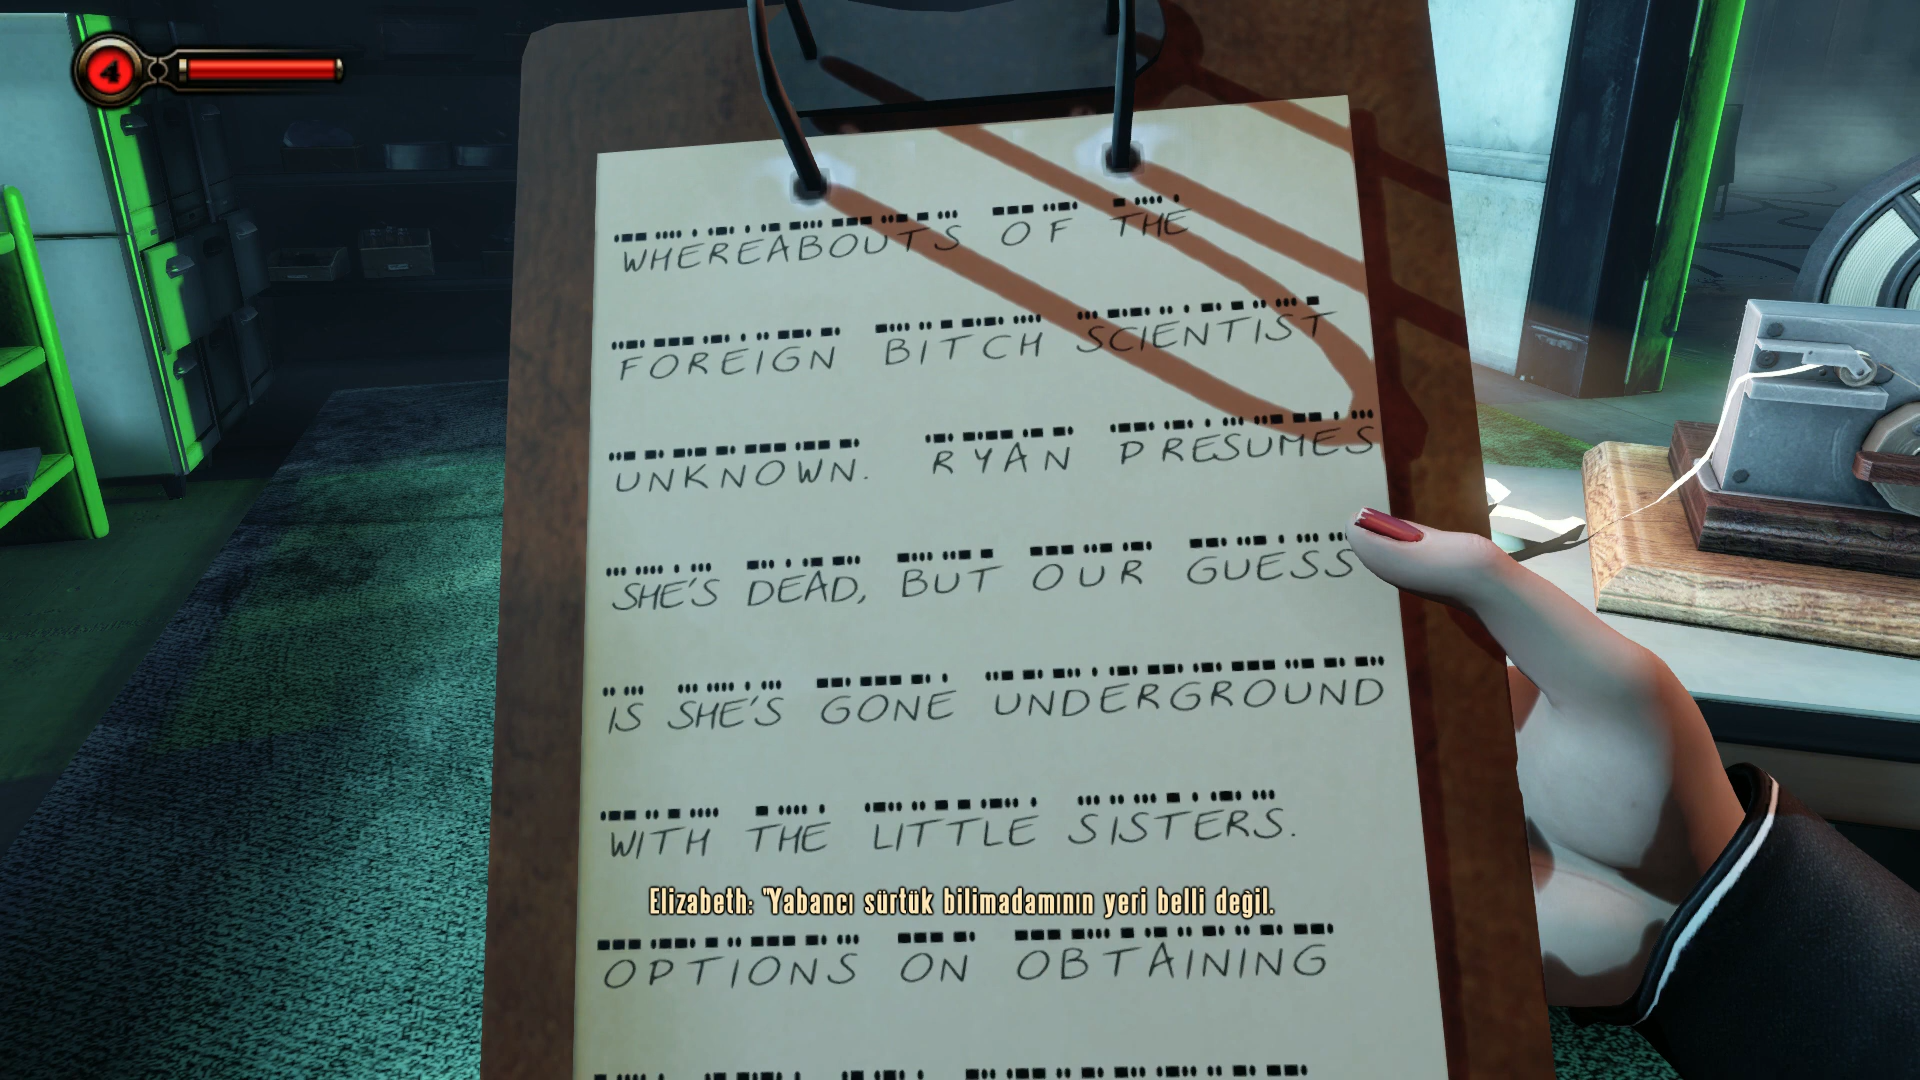 4
WHEREABOUTS OF THE
FOREIGN BITCH SCIENTIST
UNKNOWN. RYAN PRESUMES
SHE'S DEAD, BUT OUR GUESS
IS SHE'S GONE UNDERGROUND
WITH THE LITTLE SISTERS.
Elizabeth: "Yabancı sürtük bilimadamının yeri belli değil.
OPTIONS ON OBTAINING